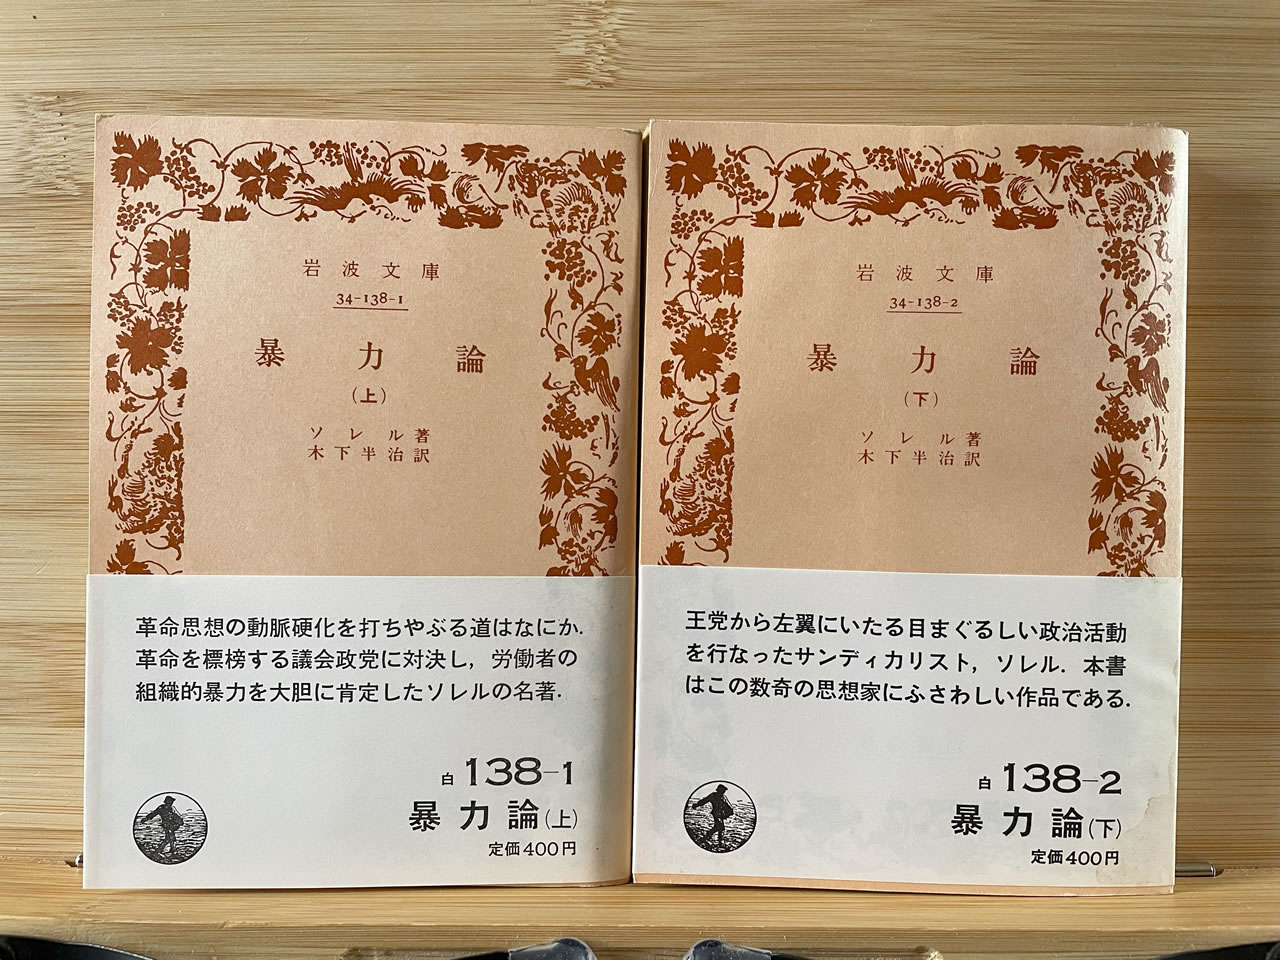 岩波文庫
34-138-1
暴力論
（上）
ソレル著
木下半治訳
革命思想の動脈硬化を打ちやぶる道はなにか.
革命を標榜する議会政党に対決し，労働者の
組織的暴力を大胆に肯定したソレルの名著.
白 138-1
暴力論（上）
定価400円
岩波文庫
34-138-2
暴力論
（下）
ソレル著
木下半治訳
王党から左翼にいたる目まぐるしい政治活動
を行なったサンディカリスト，ソレル. 本書
はこの数奇の思想家にふさわしい作品である.
白 138-2
暴力論（下）
定価400円